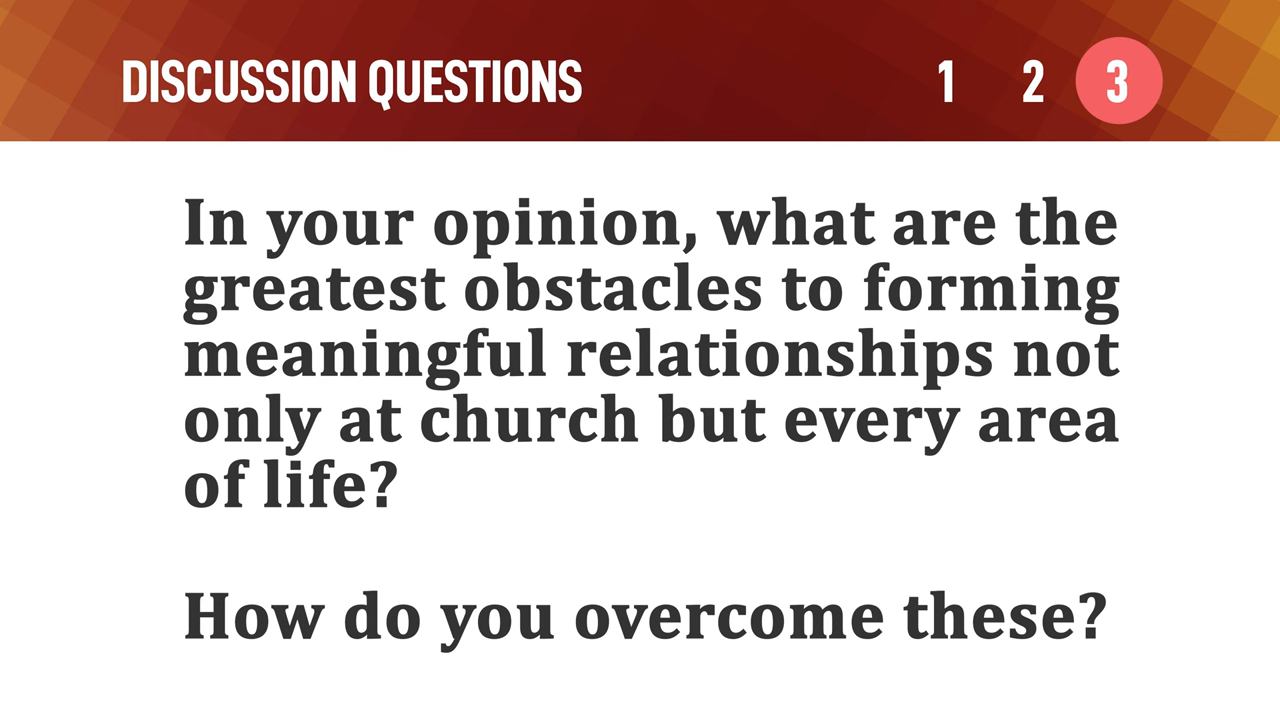 DISCUSSION QUESTIONS 1 2 3
In your opinion, what are the
greatest obstacles to forming
meaningful relationships not
only at church but every area
of life?
How do you overcome these?